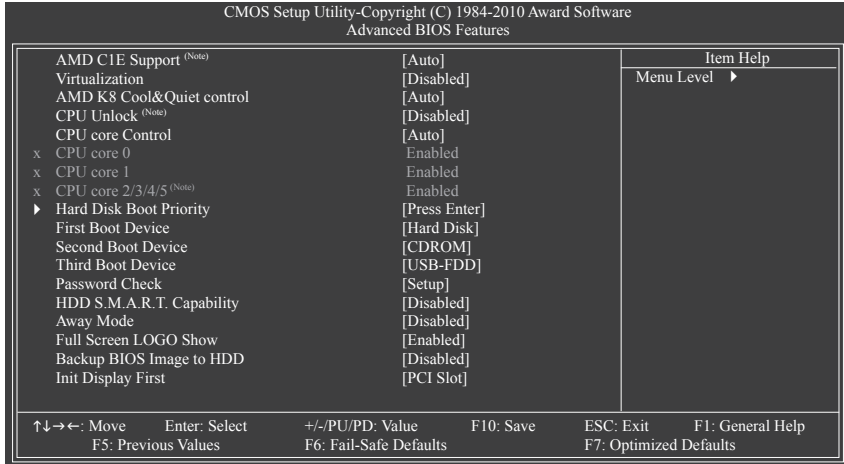 CMOS Setup Utility-Copyright (C) 1984-2010 Award Software
Advanced BIOS Features
Item Help
Menu Level ▶
AMD C1E Support (Note) [Auto]
Virtualization [Disabled]
AMD K8 Cool&Quiet control [Auto]
CPU Unlock (Note) [Disabled]
CPU core Control [Auto]
x CPU core 0 Enabled
x CPU core 1 Enabled
x CPU core 2/3/4/5 (Note) Enabled
▶ Hard Disk Boot Priority [Press Enter]
First Boot Device [Hard Disk]
Second Boot Device [CDROM]
Third Boot Device [USB-FDD]
Password Check [Setup]
HDD S.M.A.R.T. Capability [Disabled]
Away Mode [Disabled]
Full Screen LOGO Show [Enabled]
Backup BIOS Image to HDD [Disabled]
Init Display First [PCI Slot]
↑↓→←: Move Enter: Select +/-/PU/PD: Value F10: Save ESC: Exit F1: General Help
F5: Previous Values F6: Fail-Safe Defaults F7: Optimized Defaults